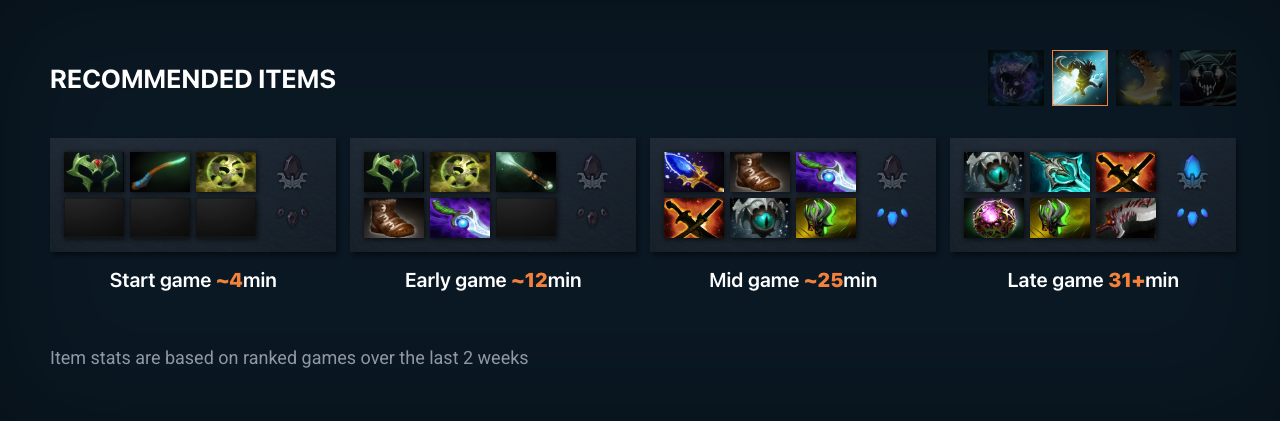 RECOMMENDED ITEMS
Start game ~4min
Early game ~12min
Mid game ~25min
Late game 31+min
Item stats are based on ranked games over the last 2 weeks